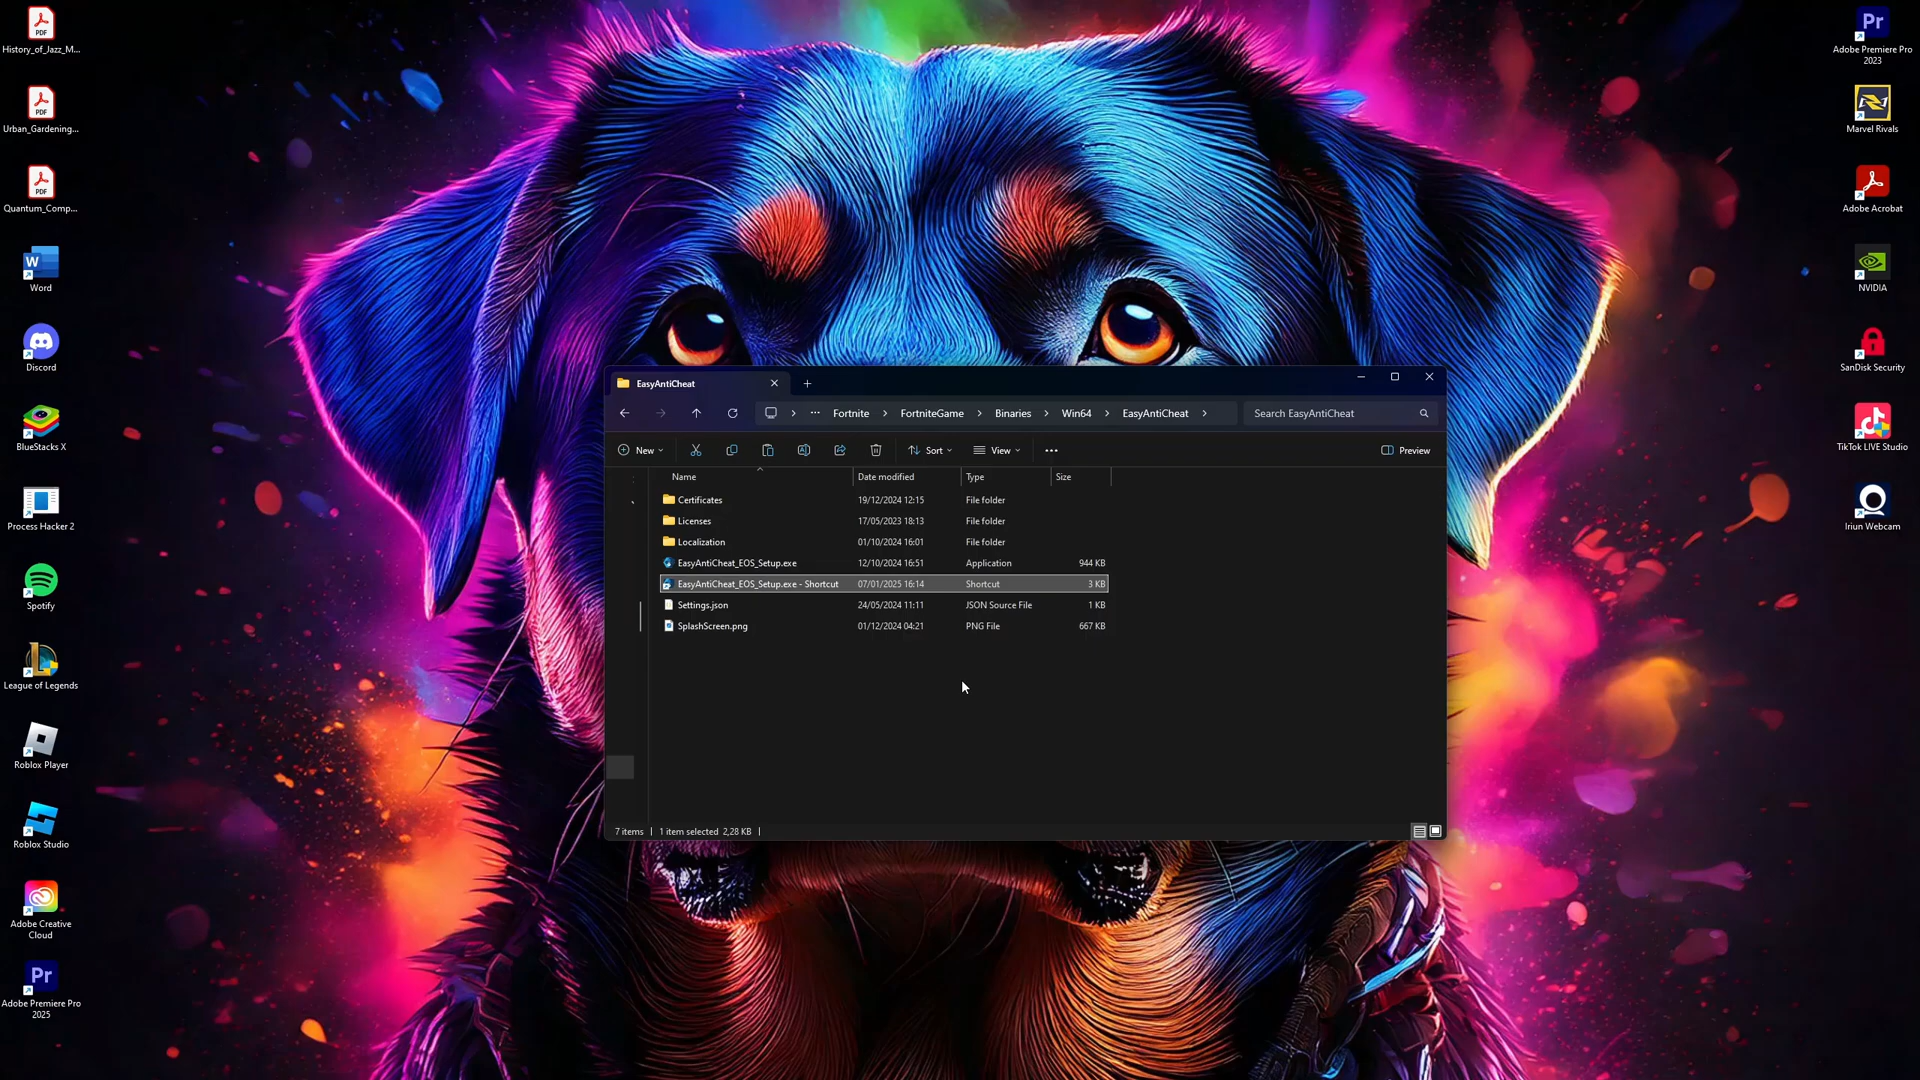 History_of_Jazz_M...
Urban_Gardening...
Quantum_Comp...
Word
Discord
BlueStacks X
Process Hacker 2
Spotify
League of Legends
Roblox Player
Roblox Studio
Adobe Creative
Cloud
Adobe Premiere Pro
2025
EasyAntiCheat
Fortnite
FortniteGame
Binaries
Win64
EasyAntiCheat
Search EasyAntiCheat
New
Sort
View
Preview
Name Date modified Type Size
Certificates 19/12/2024 12:15 File folder
Licenses 17/05/2023 18:13 File folder
Localization 01/10/2024 16:01 File folder
EasyAntiCheat_EOS_Setup.exe 12/10/2024 16:51 Application 944 KB
EasyAntiCheat_EOS_Setup.exe - Shortcut 07/01/2025 16:14 Shortcut 3 KB
Settings.json 24/05/2024 11:11 JSON Source File 1 KB
SplashScreen.png 01/12/2024 04:21 PNG File 667 KB
7 items | 1 item selected 2,28 KB |
Adobe Premiere Pro
2023
Marvel Rivals
Adobe Acrobat
NVIDIA
SanDisk Security
TikTok LIVE Studio
Iriun Webcam